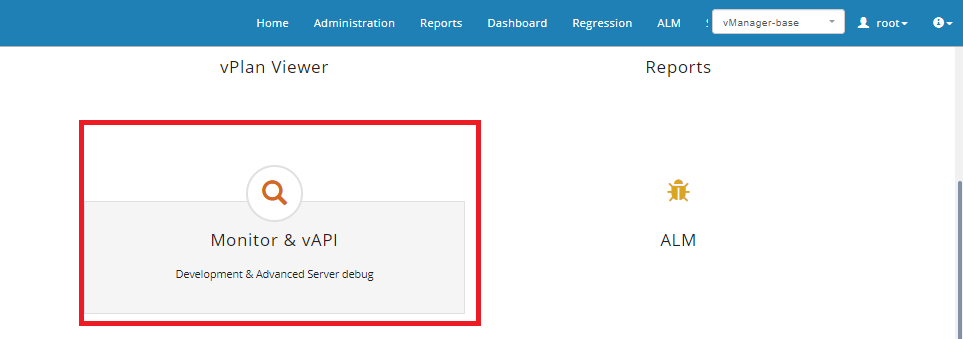 Home Administration Reports Dashboard Regression ALM vManager-base root
vPlan Viewer Reports
Monitor & vAPI ALM
Development & Advanced Server debug